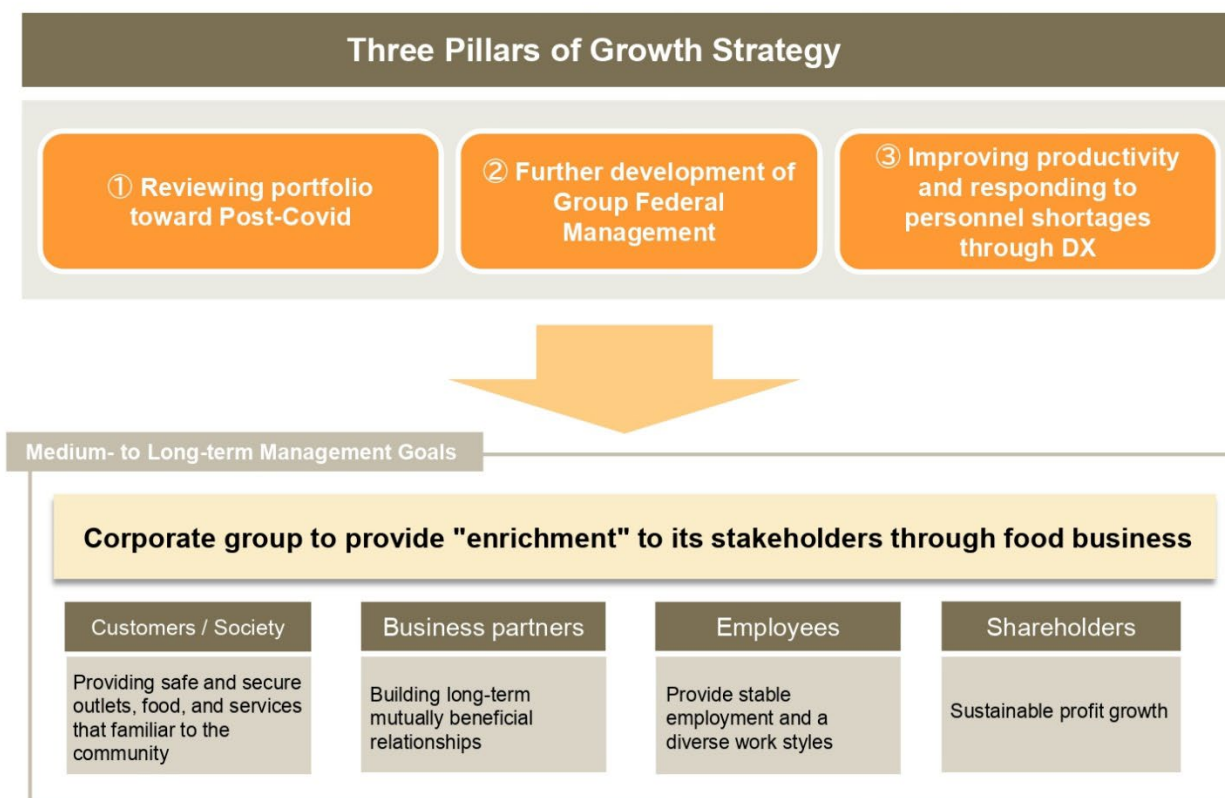 Three Pillars of Growth Strategy
① Reviewing portfolio
toward Post-Covid
② Further development of
Group Federal
Management
③ Improving productivity
and responding to
personnel shortages
through DX
Medium- to Long-term Management Goals
Corporate group to provide "enrichment" to its stakeholders through food business
Customers / Society
Providing safe and secure
outlets, food, and services
that familiar to the
community
Business partners
Building long-term
mutually beneficial
relationships
Employees
Provide stable
employment and a
diverse work styles
Shareholders
Sustainable profit growth